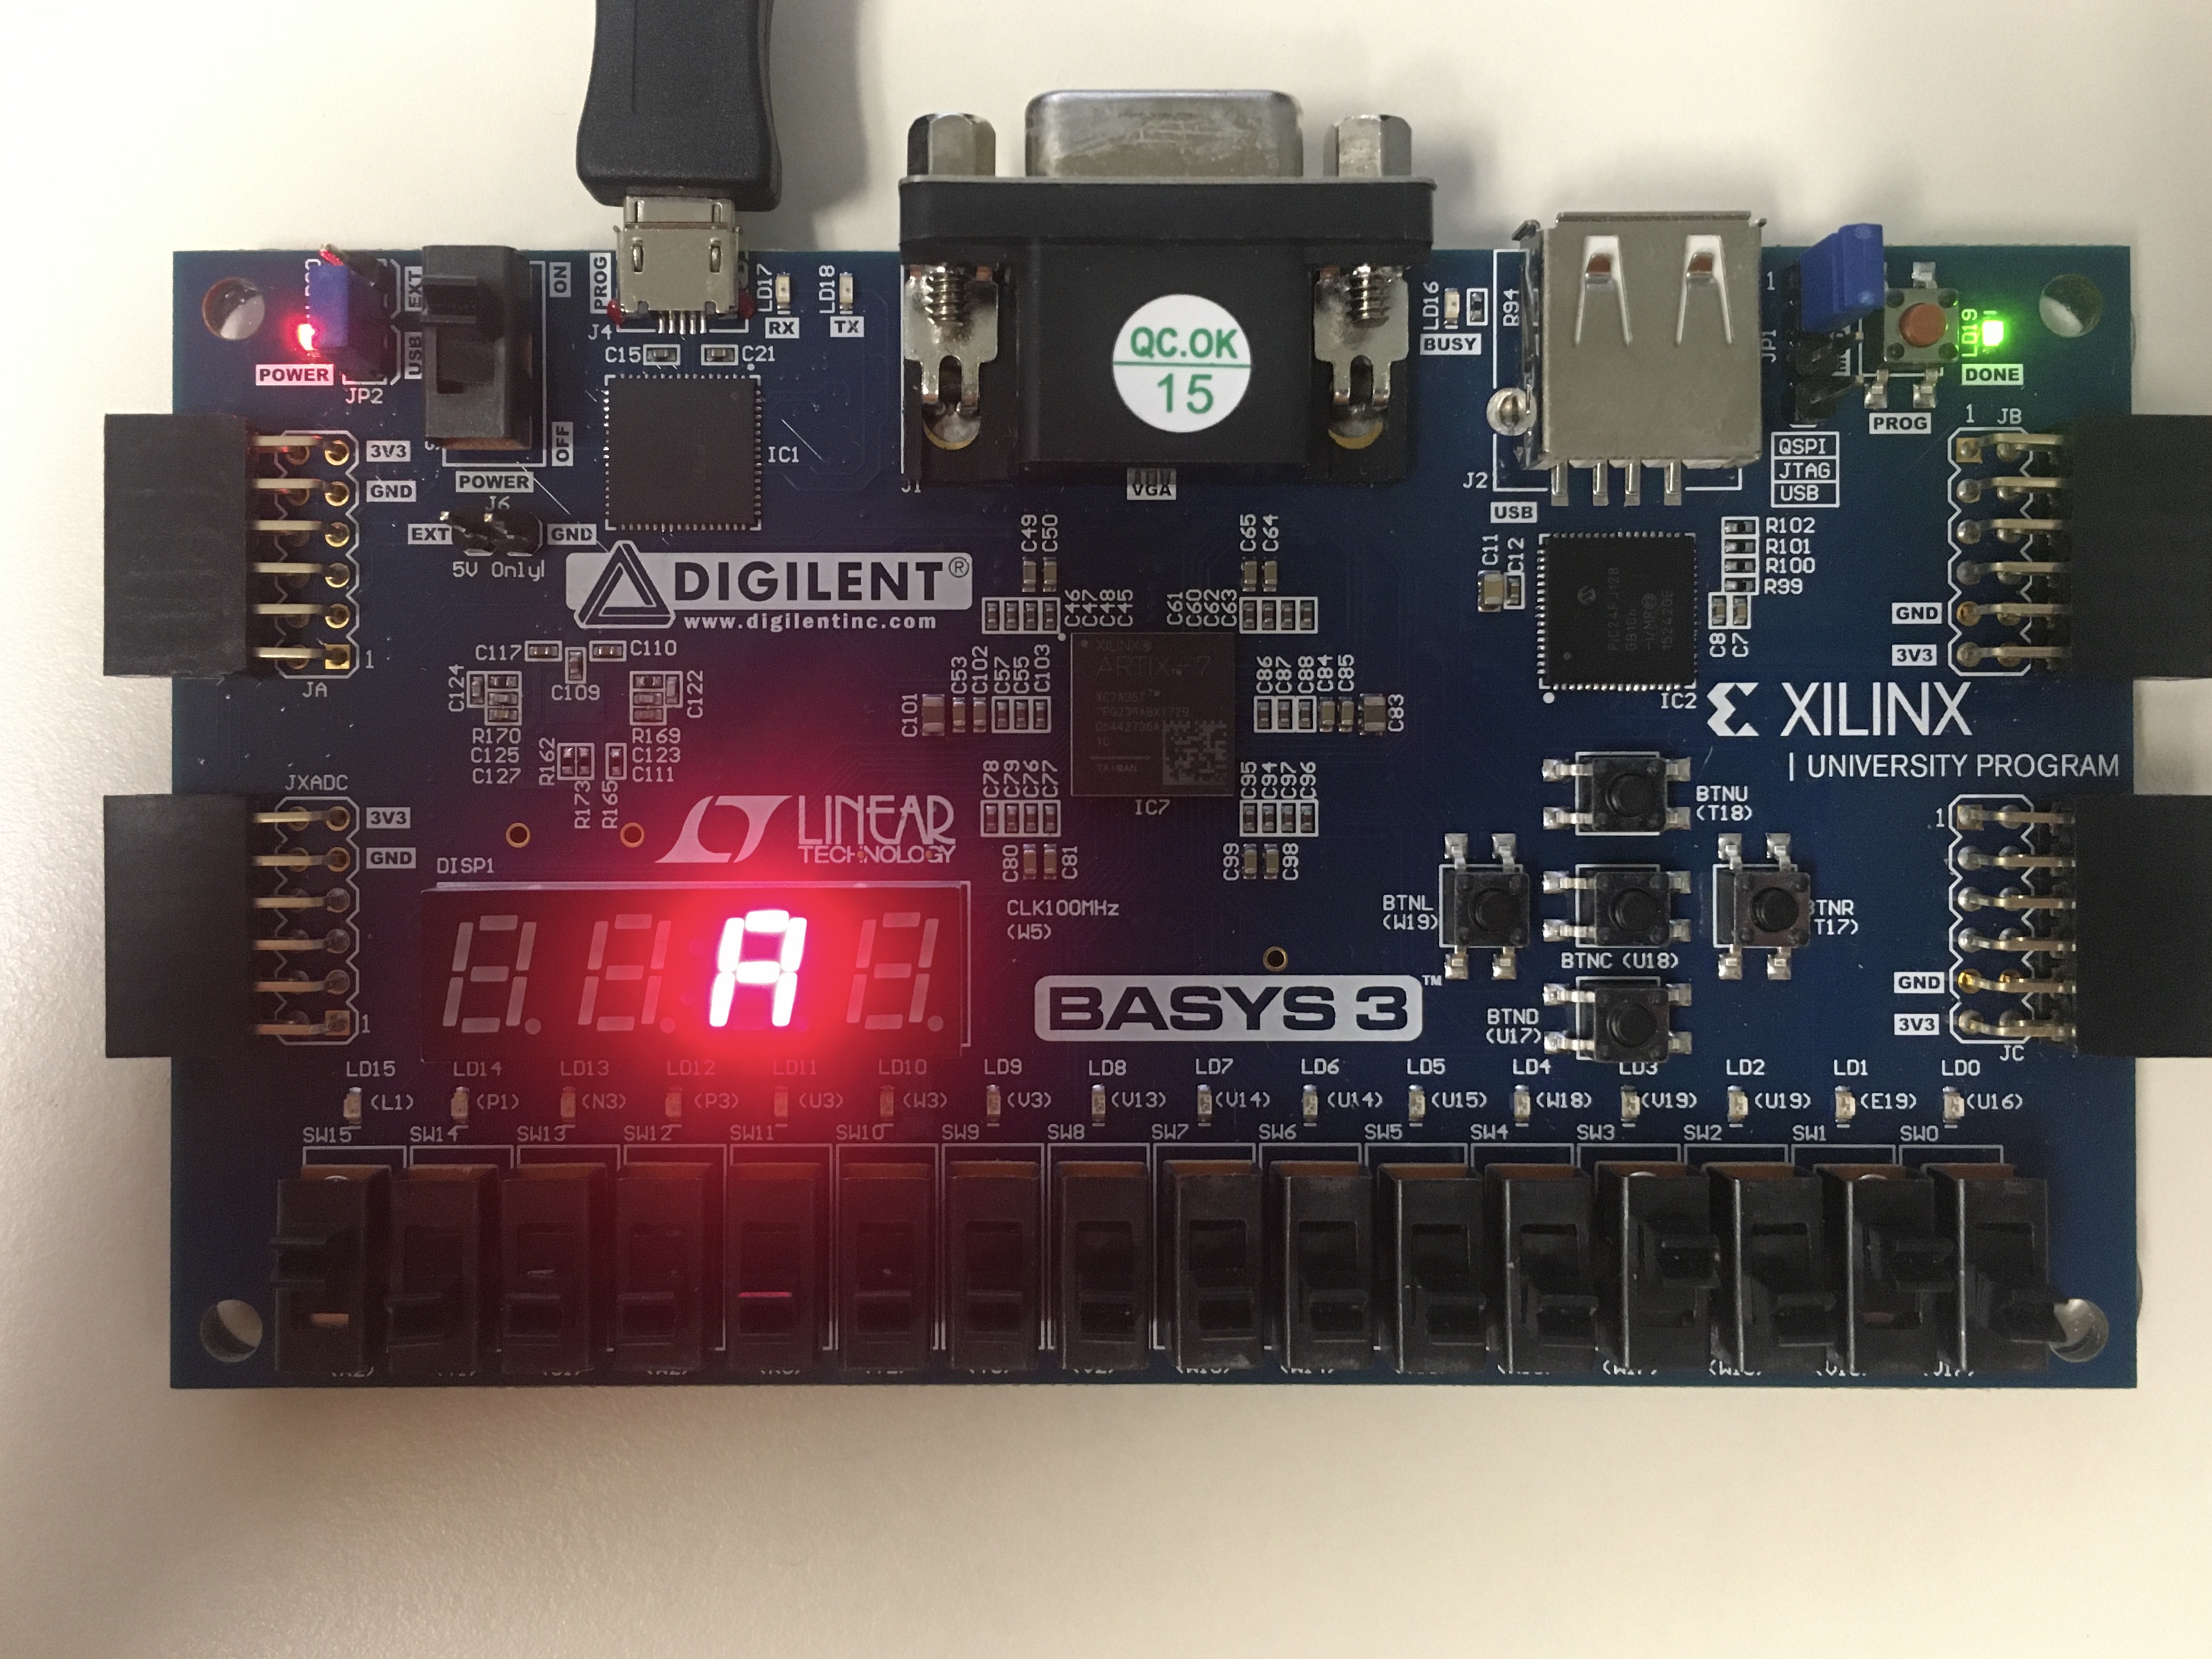 QC.OK
15
EXT
ON
PROG
LD17
LD18
LD16
R94
1
LD19
USB
J4
RX
TX
BUSY
JP1
POWER
JP2
C15
C21
DONE
PROG
1
JB
3V3
OFF
IC1
QSPI
GND
POWER
J2
JTAG
VGA
USB
J6
USB
EXT
GND
5V Only!
C49
C50
C65
C64
C11
C12
R102
R101
R100
R99
DIGILENT®
www.digilentinc.com
C46
C47
C48
C45
C61
C60
C62
C63
GND
C8
C7
C117
C110
C109
1
JA
XILINX®
ARTIX-7
3V3
C124
C122
C101
C53
C102
C57
C55
C103
C86
C87
C88
C84
C85
C83
IC2
XILINX
UNIVERSITY PROGRAM
R170
C125
C127
R162
R173
R165
R169
C123
C111
TAIWAN
C78
C79
C76
C77
C95
C94
C97
C96
IC7
JXADC
3V3
GND
LINEAR
TECHNOLOGY
BTNU
(T18)
1
C80
C81
C99
C98
DISP1
CLK100MHz
(W5)
BTNL
(W19)
BTNR
T17)
A
BTNC (U18)
BASYS 3™
BTND
(U17)
GND
3V3
1
JC
LD15
LD14
LD13
LD12
LD11
LD10
LD9
LD8
LD7
LD6
LD5
LD4
LD3
LD2
LD1
LD0
(L1)
(P1)
(N3)
(P3)
(U3)
(W3)
(V3)
(V13)
(V14)
(U14)
(U15)
(W18)
(V19)
(U19)
(E19)
(U16)
SW15
SW14
SW13
SW12
SW11
SW10
SW9
SW8
SW7
SW6
SW5
SW4
SW3
SW2
SW1
SW0